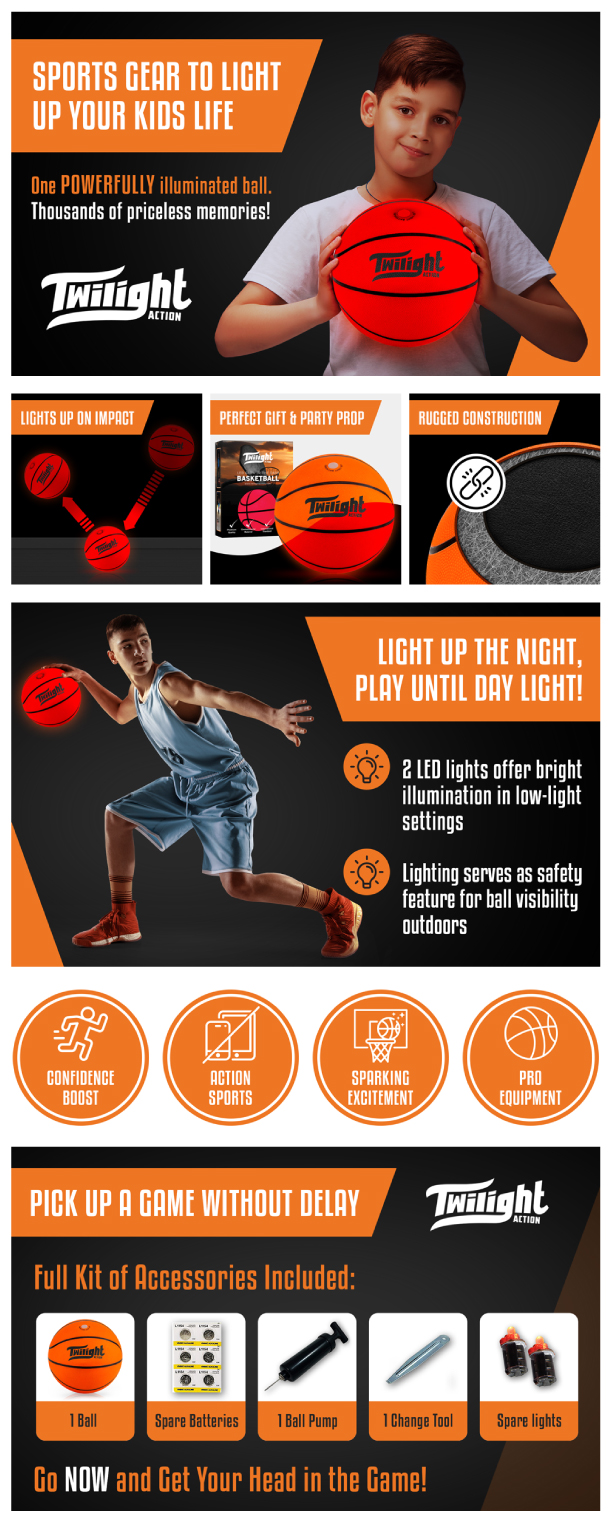 SPORTS GEAR TO LIGHT
UP YOUR KIDS LIFE
One POWERFULLY illuminated ball.
Thousands of priceless memories!
Twilight
ACTION
Twilight
ACTION
LIGHTS UP ON IMPACT
PERFECT GIFT & PARTY PROP
RUGGED CONSTRUCTION
Twilight
BASKETBALL
Twilight
LIGHT UP THE NIGHT,
PLAY UNTIL DAY LIGHT!
Twilight
2 LED lights offer bright
illumination in low-light
settings
Lighting serves as safety
feature for ball visibility
outdoors
CONFIDENCE
BOOST
ACTION
SPORTS
SPARKING
EXCITEMENT
PRO
EQUIPMENT
PICK UP A GAME WITHOUT DELAY
Twilight
ACTION
Full Kit of Accessories Included:
Twilight
1 Ball
Spare Batteries
1 Ball Pump
1 Change Tool
Spare lights
Go NOW and Get Your Head in the Game!